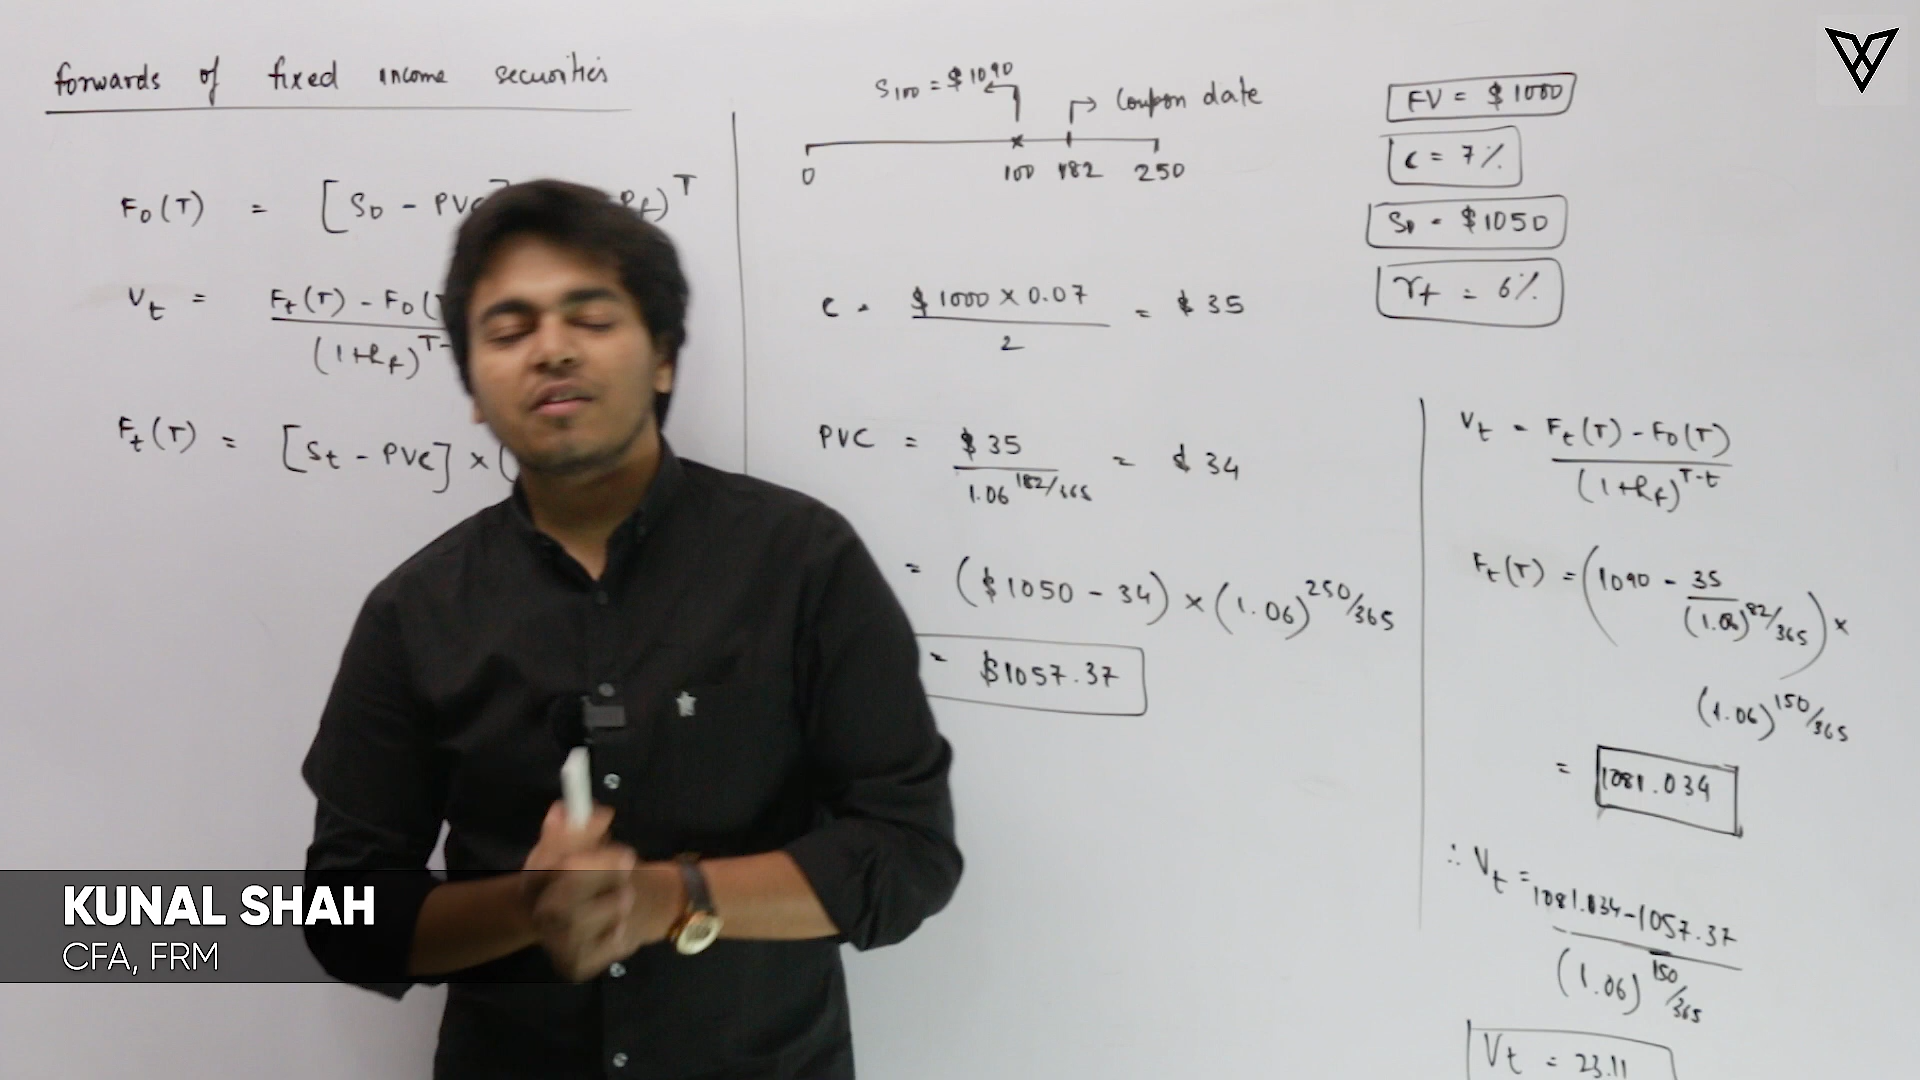 forwards of fixed income securities
F0(T) = [S0 - PVC] Rf)^T
Vt = Ft(T) - F0(
(1+Rf)^T-
Ft(T) = [St - PVC] × (
S100 = $1090
Coupon date
0 100 182 250
C = $1000 × 0.07 = $35
2
PVC = $35 = $34
1.06^182/365
= ($1050 - 34) × (1.06)^250/365
= $1057.37
FV = $1000
C = 7%
S0 = $1050
rf = 6%
Vt = Ft(T) - F0(T)
(1+Rf)^T-t
Ft(T) = (1090 - 35 ) ×
(1.06)^82/365
(1.06)^150/365
= 1081.034
∴ Vt = 1081.034-1057.37
(1.06)^150/365
Vt = 23.11
KUNAL SHAH
CFA, FRM